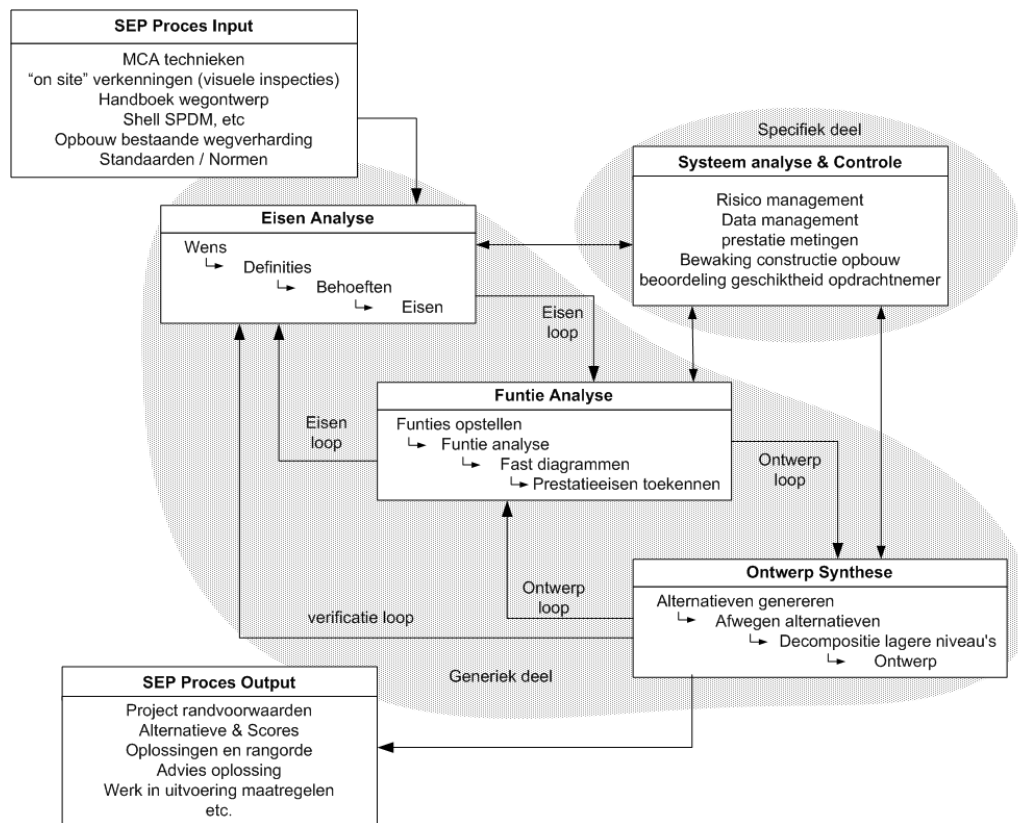 SEP Proces Input
MCA technieken
“on site” verkenningen (visuele inspecties)
Handboek wegontwerp
Shell SPDM, etc
Opbouw bestaande wegverharding
Standaarden / Normen
Specifiek deel
Systeem analyse & Controle
Risico management
Data management
prestatie metingen
Bewaking constructie opbouw
beoordeling geschiktheid opdrachtnemer
Eisen Analyse
Wens
Definities
Behoeften
Eisen
Eisen
loop
Funtie Analyse
Funties opstellen
Funtie analyse
Fast diagrammen
Prestatieeisen toekennen
Eisen
loop
Ontwerp
loop
Ontwerp Synthese
Alternatieven genereren
Afwegen alternatieven
Decompositie lagere niveau's
Ontwerp
Ontwerp
loop
verificatie loop
Generiek deel
SEP Proces Output
Project randvoorwaarden
Alternatieve & Scores
Oplossingen en rangorde
Advies oplossing
Werk in uitvoering maatregelen
etc.